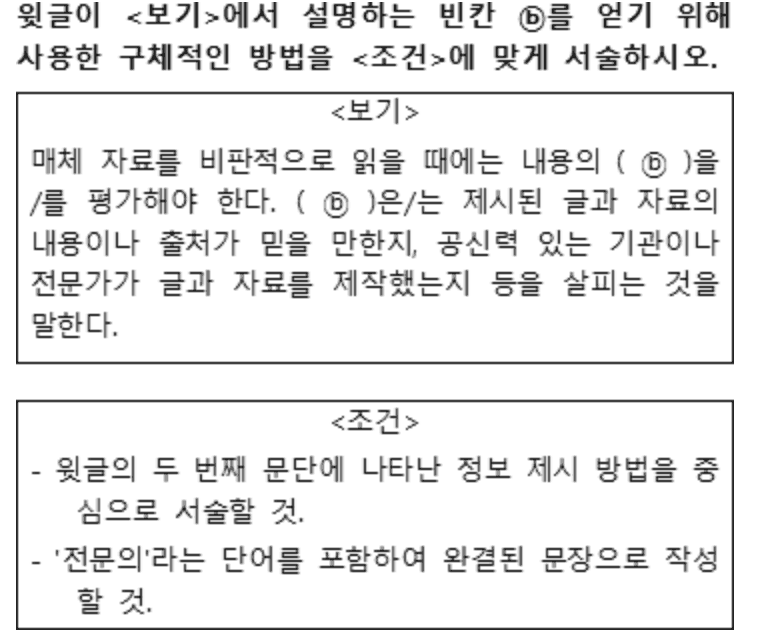 윗글이 <보기>에서 설명하는 빈칸 ⓑ를 얻기 위해
사용한 구체적인 방법을 <조건>에 맞게 서술하시오.
<보기>
매체 자료를 비판적으로 읽을 때에는 내용의 ( ⓑ )을
/를 평가해야 한다. ( ⓑ )은/는 제시된 글과 자료의
내용이나 출처가 믿을 만한지, 공신력 있는 기관이나
전문가가 글과 자료를 제작했는지 등을 살피는 것을
말한다.
<조건>
- 윗글의 두 번째 문단에 나타난 정보 제시 방법을 중
심으로 서술할 것.
- '전문의'라는 단어를 포함하여 완결된 문장으로 작성
할 것.